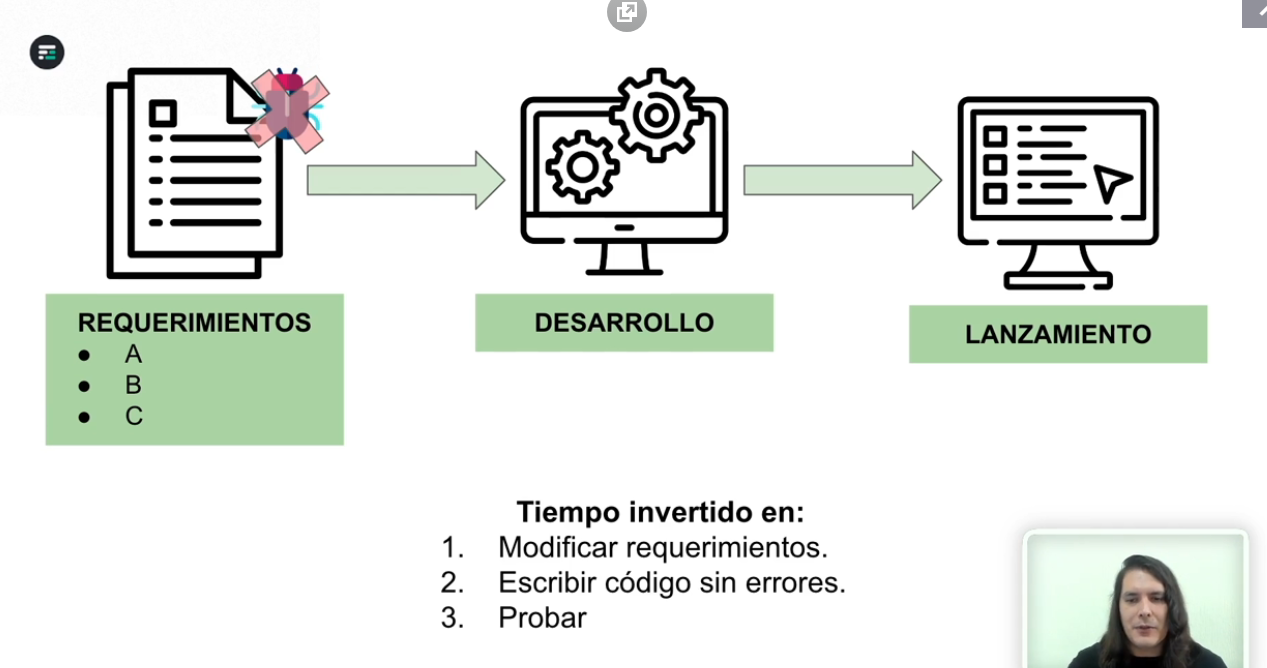 REQUERIMIENTOS
● A
● B
● C
DESARROLLO
LANZAMIENTO
Tiempo invertido en:
1. Modificar requerimientos.
2. Escribir código sin errores.
3. Probar